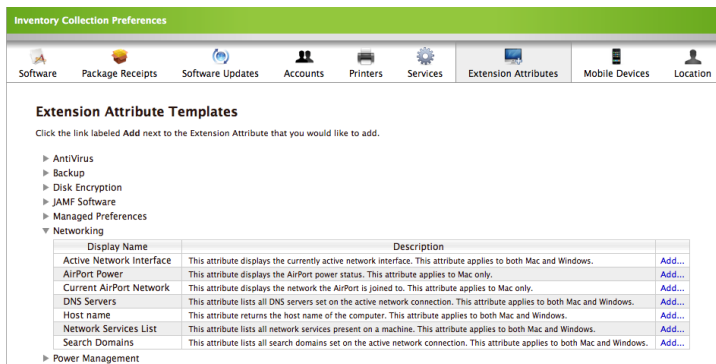 Inventory Collection Preferences
Software Package Receipts Software Updates Accounts Printers Services Extension Attributes Mobile Devices Location
Extension Attribute Templates
Click the link labeled Add next to the Extension Attribute that you would like to add.
AntiVirus
Backup
Disk Encryption
JAMF Software
Managed Preferences
Networking
Display Name Description
Active Network Interface This attribute displays the currently active network interface. This attribute applies to both Mac and Windows. Add...
AirPort Power This attribute displays the AirPort power status. This attribute applies to Mac only. Add...
Current AirPort Network This attribute displays the network the AirPort is joined to. This attribute applies to Mac only. Add...
DNS Servers This attribute lists all DNS servers set on the active network connection. This attribute applies to both Mac and Windows. Add...
Host name This attribute returns the host name of the computer. This attribute applies to both Mac and Windows. Add...
Network Services List This attribute lists all network services present on a machine. This attribute applies to both Mac and Windows. Add...
Search Domains This attribute lists all search domains set on the active network connection. This attribute applies to both Mac and Windows. Add...
Power Management